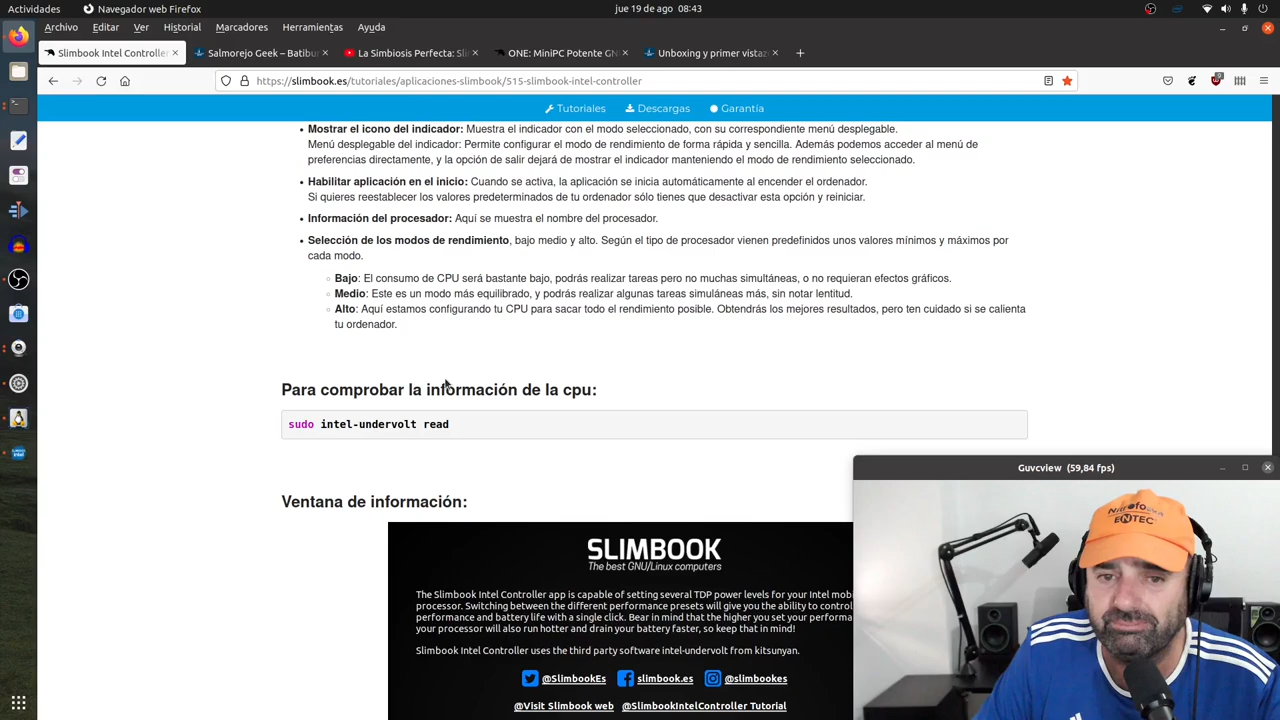 Actividades
Navegador web Firefox
jue 19 de ago 08:43
Archivo Editar Ver Historial Marcadores Herramientas Ayuda
Slimbook Intel Controller
Salmorejo Geek – Batibur
La Simbiosis Perfecta: Sli
ONE: MiniPC Potente GN
Unboxing y primer vistazo
https://slimbook.es/tutoriales/aplicaciones-slimbook/515-slimbook-intel-controller
Tutoriales Descargas Garantía
Mostrar el icono del indicador: Muestra el indicador con el modo seleccionado, con su correspondiente menú desplegable.
Menú desplegable del indicador: Permite configurar el modo de rendimiento de forma rápida y sencilla. Además podemos acceder al menú de
preferencias directamente, y la opción de salir dejará de mostrar el indicador manteniendo el modo de rendimiento seleccionado.
Habilitar aplicación en el inicio: Cuando se activa, la aplicación se inicia automáticamente al encender el ordenador.
Si quieres reestablecer los valores predeterminados de tu ordenador sólo tienes que desactivar esta opción y reiniciar.
Información del procesador: Aquí se muestra el nombre del procesador.
Selección de los modos de rendimiento, bajo medio y alto. Según el tipo de procesador vienen predefinidos unos valores mínimos y máximos por
cada modo.
Bajo: El consumo de CPU será bastante bajo, podrás realizar tareas pero no muchas simultáneas, o no requieran efectos gráficos.
Medio: Este es un modo más equilibrado, y podrás realizar algunas tareas simuláneas más, sin notar lentitud.
Alto: Aquí estamos configurando tu CPU para sacar todo el rendimiento posible. Obtendrás los mejores resultados, pero ten cuidado si se calienta
tu ordenador.
Para comprobar la información de la cpu:
sudo intel-undervolt read
Ventana de información:
Guvcview (59,84 fps)
SLIMBOOK
The best GNU/Linux computers
The Slimbook Intel Controller app is capable of setting several TDP power levels for your Intel mobi
processor. Switching between the different performance presets will give you the ability to control
performance and battery life with a single click. Bear in mind that the higher you set your performa
your processor will also run hotter and drain your battery faster, so keep that in mind!
Slimbook Intel Controller uses the third party software intel-undervolt from kitsunyan.
@SlimbookEs slimbook.es @slimbookes
@Visit Slimbook web @SlimbookIntelController Tutorial
ENTEC